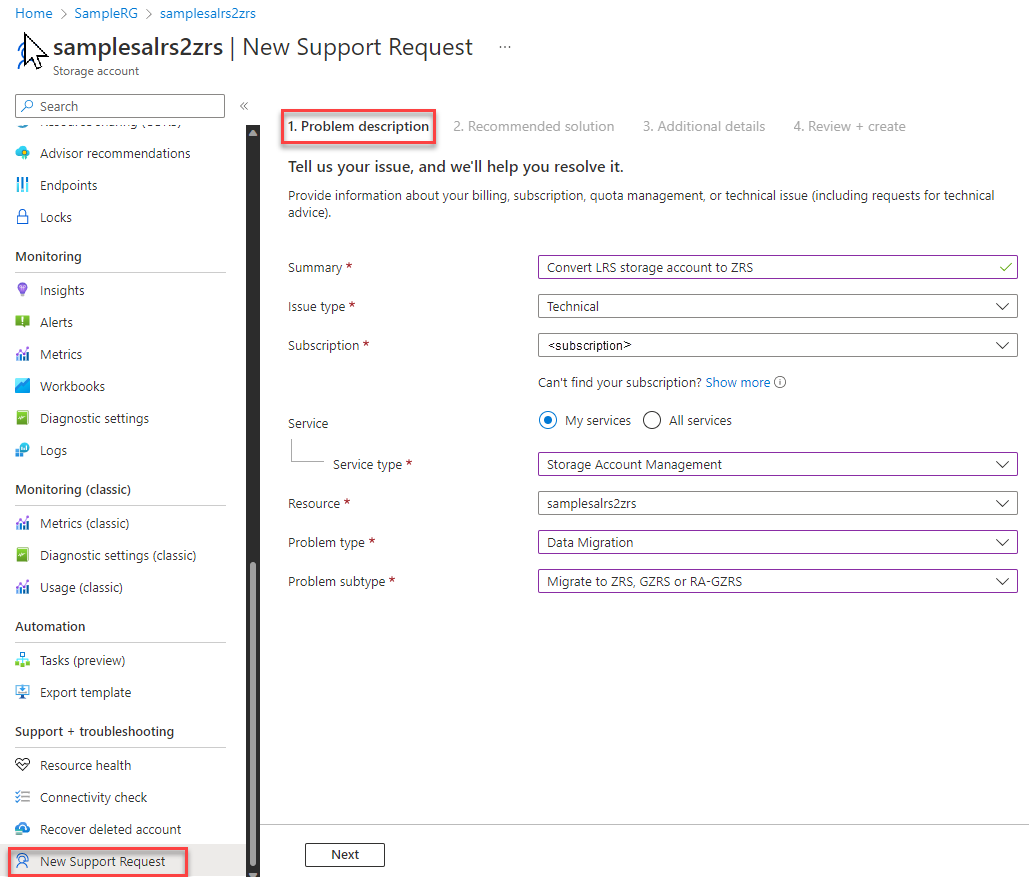 Home > SampleRG > samplesalrs2zrs
samplesalrs2zrs | New Support Request ...
Storage account
Search «
Advisor recommendations
Endpoints
Locks
Monitoring
Insights
Alerts
Metrics
Workbooks
Diagnostic settings
Logs
Monitoring (classic)
Metrics (classic)
Diagnostic settings (classic)
Usage (classic)
Automation
Tasks (preview)
Export template
Support + troubleshooting
Resource health
Connectivity check
Recover deleted account
New Support Request
1. Problem description 2. Recommended solution 3. Additional details 4. Review + create
Tell us your issue, and we'll help you resolve it.
Provide information about your billing, subscription, quota management, or technical issue (including requests for technical
advice).
Summary * Convert LRS storage account to ZRS
Issue type * Technical
Subscription * <subscription>
Can't find your subscription? Show more
Service My services All services
Service type * Storage Account Management
Resource * samplesalrs2zrs
Problem type * Data Migration
Problem subtype * Migrate to ZRS, GZRS or RA-GZRS
Next